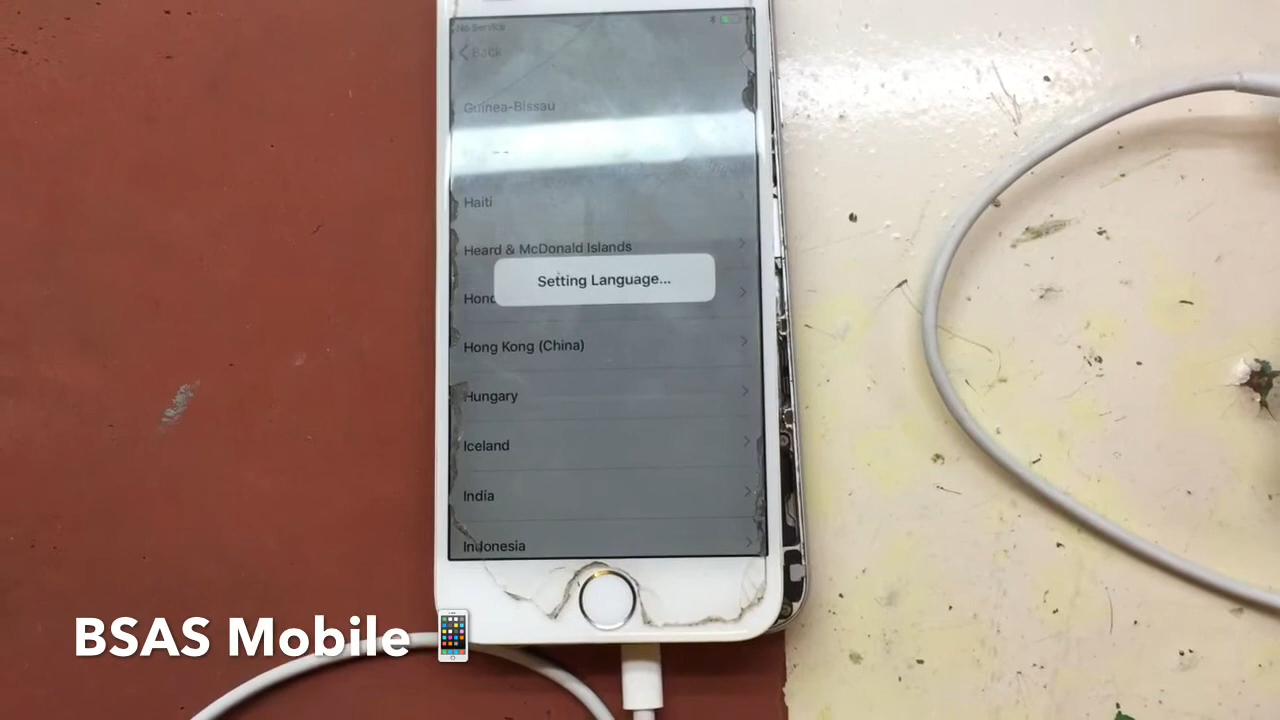 No Service
Back
Guinea-Bissau
Haiti
Heard & McDonald Islands
Setting Language...
Hong Kong (China)
Hungary
Iceland
India
Indonesia
BSAS Mobile